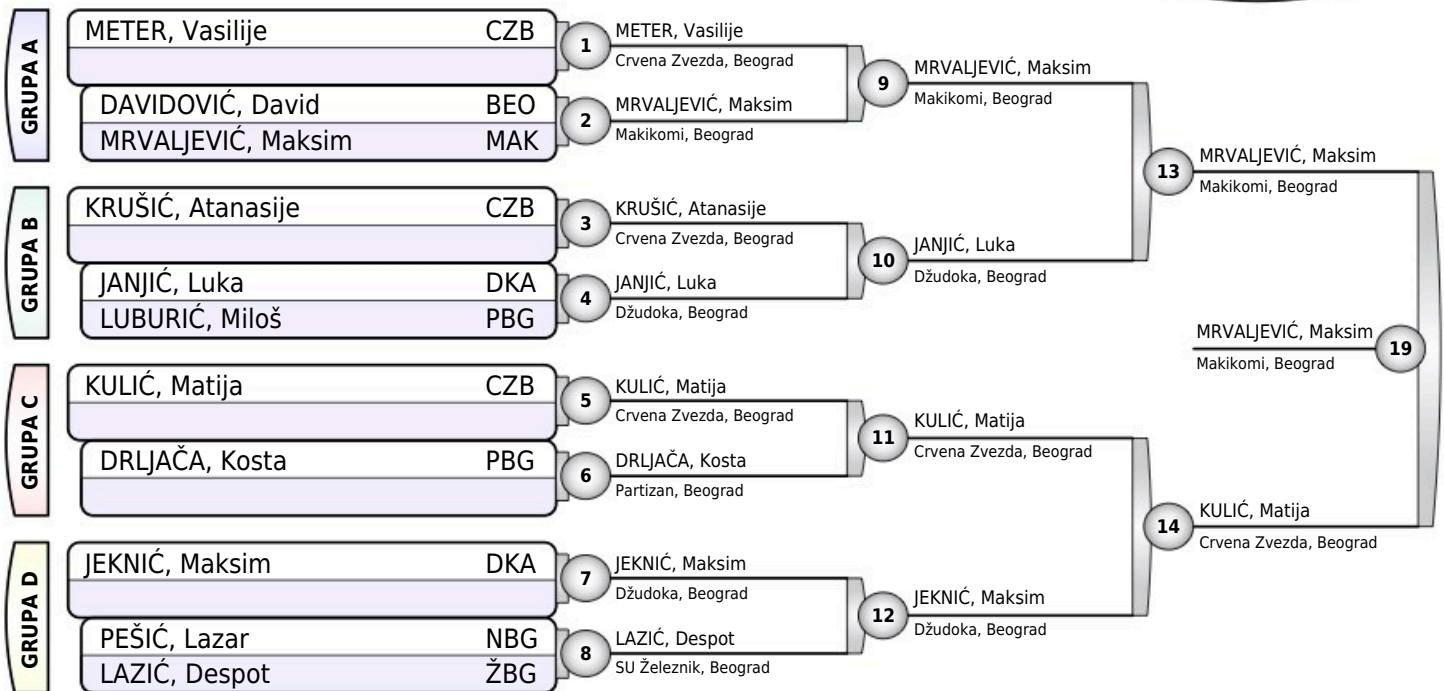 GRUPA A
METER, Vasilije CZB
DAVIDOVIĆ, David BEO
MRVALJEVIĆ, Maksim MAK
1
METER, Vasilije
Crvena Zvezda, Beograd
2
MRVALJEVIĆ, Maksim
Makikomi, Beograd
9
MRVALJEVIĆ, Maksim
Makikomi, Beograd
GRUPA B
KRUŠIĆ, Atanasije CZB
JANJIĆ, Luka DKA
LUBURIĆ, Miloš PBG
3
KRUŠIĆ, Atanasije
Crvena Zvezda, Beograd
4
JANJIĆ, Luka
Džudoka, Beograd
10
JANJIĆ, Luka
Džudoka, Beograd
13
MRVALJEVIĆ, Maksim
Makikomi, Beograd
GRUPA C
KULIĆ, Matija CZB
DRLJAČA, Kosta PBG
5
KULIĆ, Matija
Crvena Zvezda, Beograd
6
DRLJAČA, Kosta
Partizan, Beograd
11
KULIĆ, Matija
Crvena Zvezda, Beograd
GRUPA D
JEKNIĆ, Maksim DKA
PEŠIĆ, Lazar NBG
LAZIĆ, Despot ŽBG
7
JEKNIĆ, Maksim
Džudoka, Beograd
8
LAZIĆ, Despot
SU Železnik, Beograd
12
JEKNIĆ, Maksim
Džudoka, Beograd
14
KULIĆ, Matija
Crvena Zvezda, Beograd
MRVALJEVIĆ, Maksim
Makikomi, Beograd
19